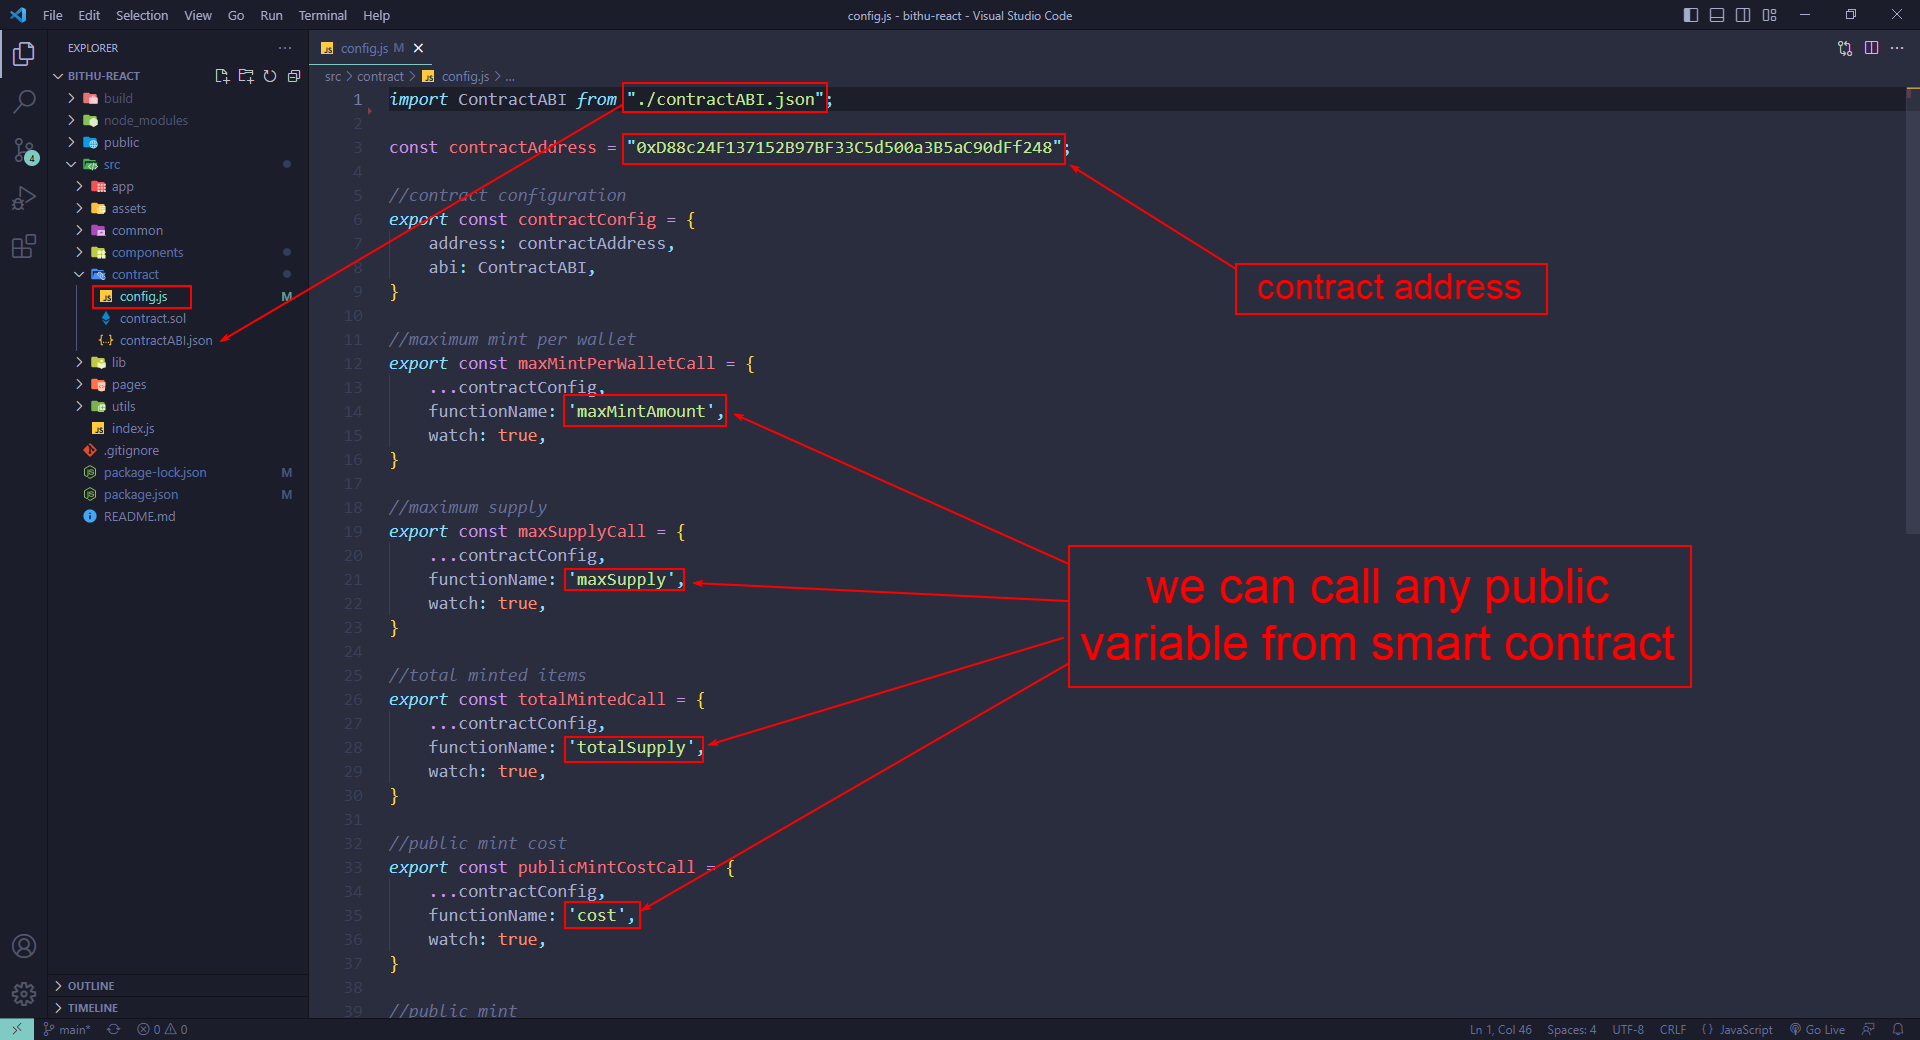 File Edit Selection View Go Run Terminal Help
config.js - bithu-react - Visual Studio Code
EXPLORER
BITHU-REACT
build
node_modules
public
src
app
assets
common
components
contract
config.js M
contract.sol
contractABI.json
lib
pages
utils
index.js
.gitignore
package-lock.json M
package.json M
README.md
OUTLINE
TIMELINE
4
config.js M
src > contract > config.js > ...
1 import ContractABI from "./contractABI.json";
2
3 const contractAddress = "0xD88c24F137152B97BF33C5d500a3B5aC90dFf248";
4
5 //contract configuration
6 export const contractConfig = {
7 address: contractAddress,
8 abi: ContractABI,
9 }
10
11 //maximum mint per wallet
12 export const maxMintPerWalletCall = {
13 ...contractConfig,
14 functionName: 'maxMintAmount',
15 watch: true,
16 }
17
18 //maximum supply
19 export const maxSupplyCall = {
20 ...contractConfig,
21 functionName: 'maxSupply',
22 watch: true,
23 }
24
25 //total minted items
26 export const totalMintedCall = {
27 ...contractConfig,
28 functionName: 'totalSupply',
29 watch: true,
30 }
31
32 //public mint cost
33 export const publicMintCostCall = {
34 ...contractConfig,
35 functionName: 'cost',
36 watch: true,
37 }
38
39 //public mint
contract address
we can call any public
variable from smart contract
main* 0 0
Ln 1, Col 46 Spaces: 4 UTF-8 CRLF {} JavaScript Go Live